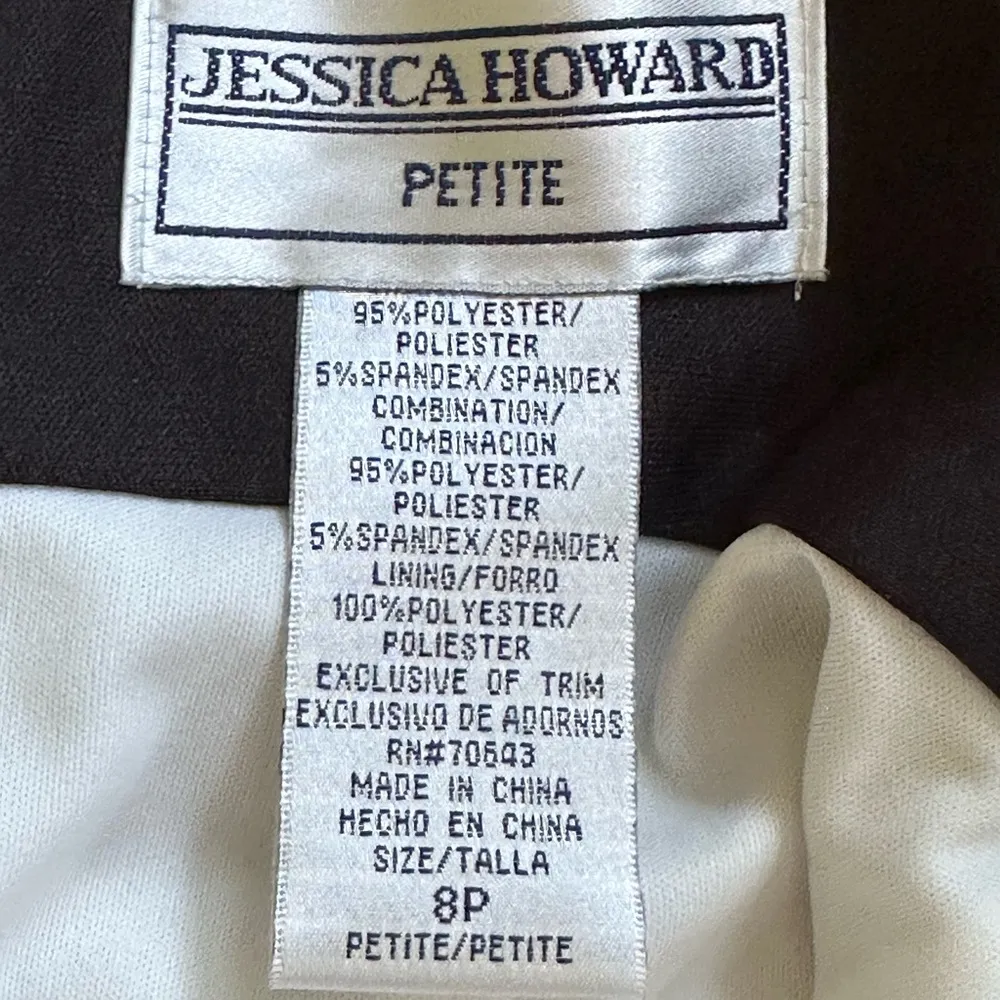 JESSICA HOWARD
PETITE
95%POLYESTER/
POLIESTER
5%SPANDEX/SPANDEX
COMBINATION/
COMBINACION
95%POLYESTER/
POLIESTER
5%SPANDEX/SPANDEX
LINING/FORRO
100%POLYESTER/
POLIESTER
EXCLUSIVE OF TRIM
EXCLUSIVO DE ADORNOS
RN#70643
MADE IN CHINA
HECHO EN CHINA
SIZE/TALLA
8P
PETITE/PETITE